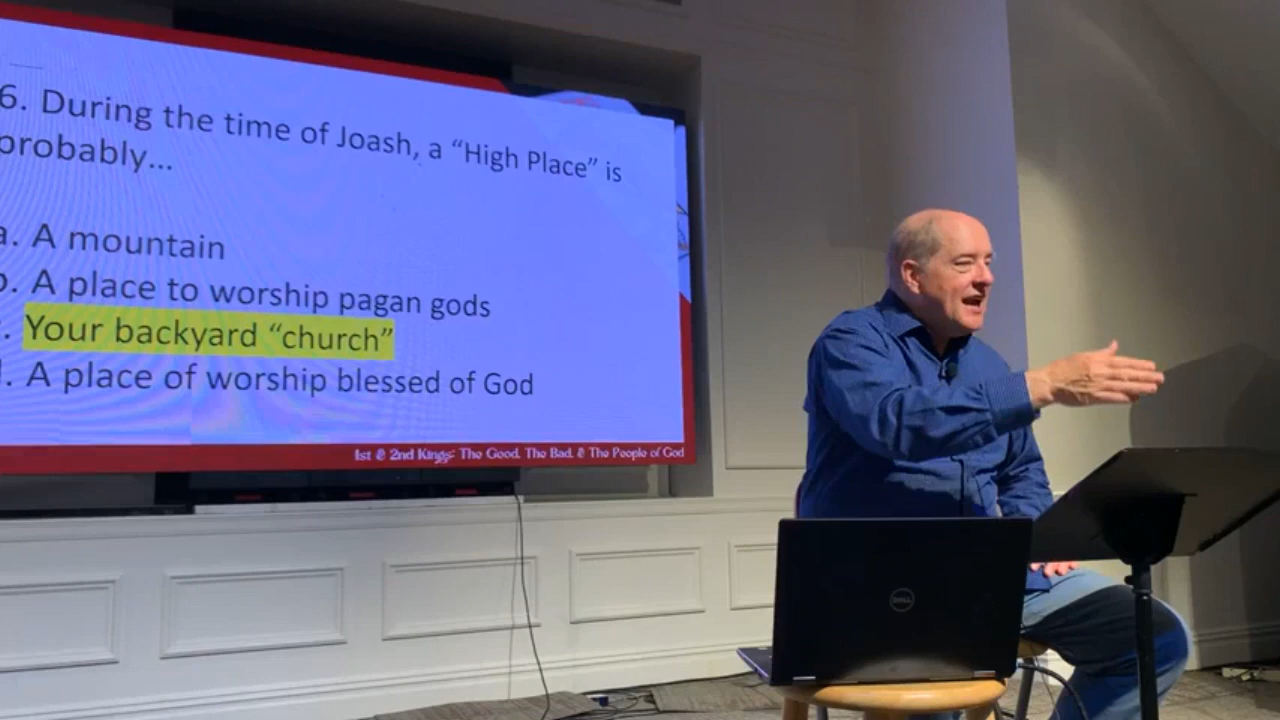 6. During the time of Joash, a “High Place” is
probably...
a. A mountain
b. A place to worship pagan gods
. Your backyard “church”
. A place of worship blessed of God
1st & 2nd Kings: The Good, The Bad, & The People of God
DELL